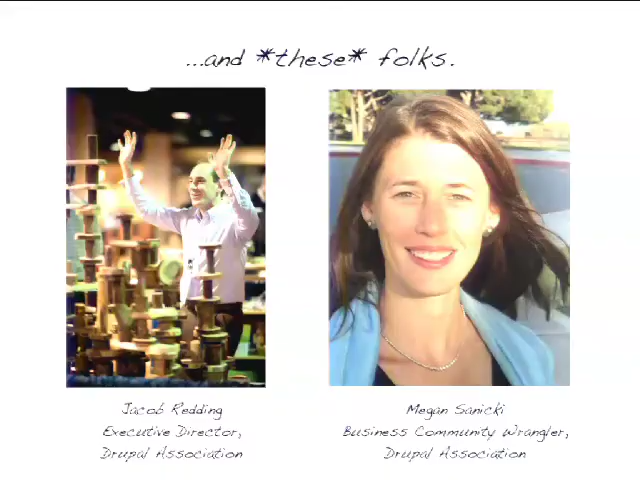 ...and *these* folks.
Jacob Redding
Executive Director,
Drupal Association
Megan Sanicki
Business Community Wrangler,
Drupal Association